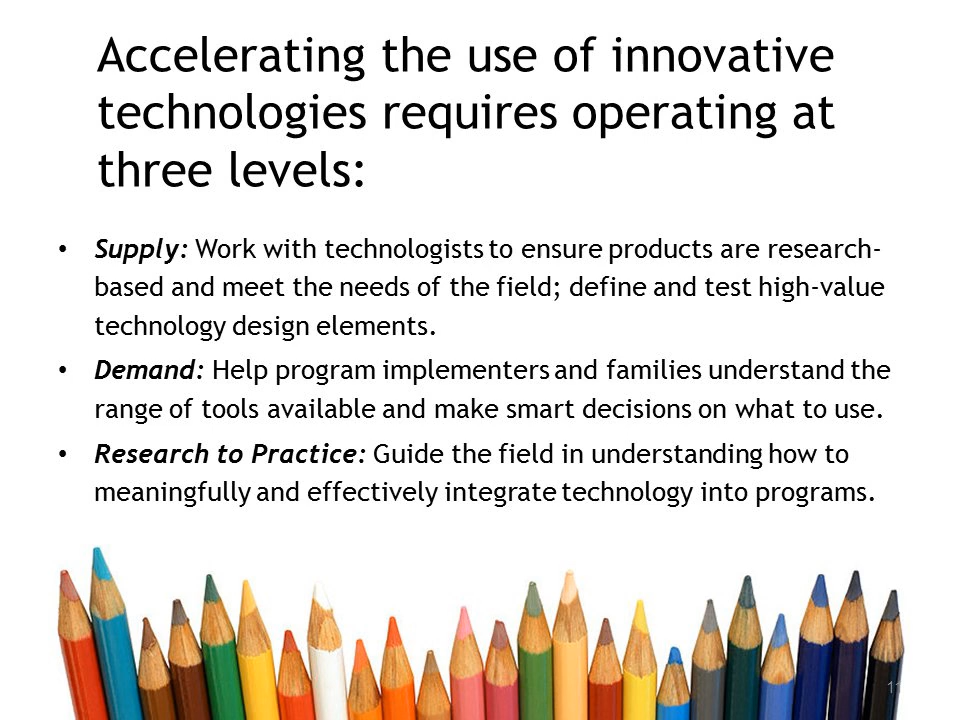 Accelerating the use of innovative
technologies requires operating at
three levels:
• Supply: Work with technologists to ensure products are research-
based and meet the needs of the field; define and test high-value
technology design elements.
• Demand: Help program implementers and families understand the
range of tools available and make smart decisions on what to use.
• Research to Practice: Guide the field in understanding how to
meaningfully and effectively integrate technology into programs.
11